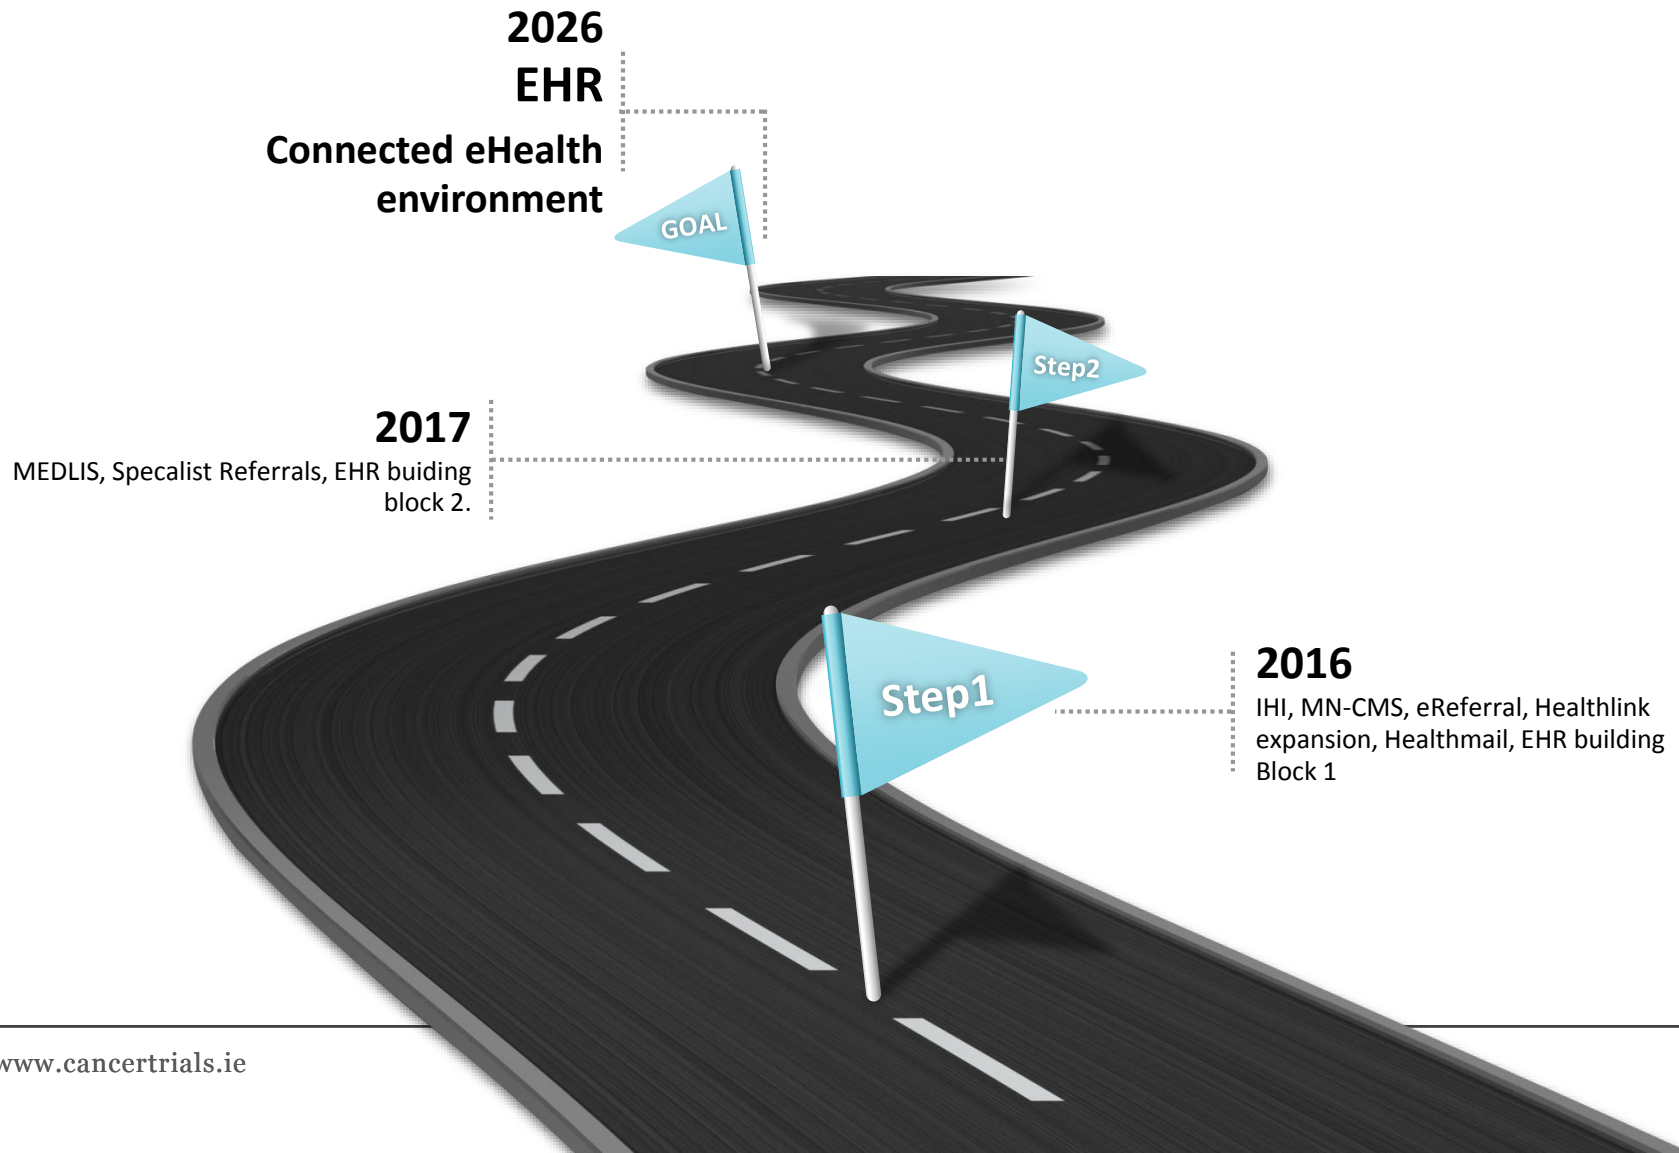 2026
EHR
Connected eHealth
environment
GOAL
Step2
2017
MEDLIS, Specalist Referrals, EHR buiding
block 2.
Step1
2016
IHI, MN-CMS, eReferral, Healthlink
expansion, Healthmail, EHR building
Block 1
www.cancertrials.ie